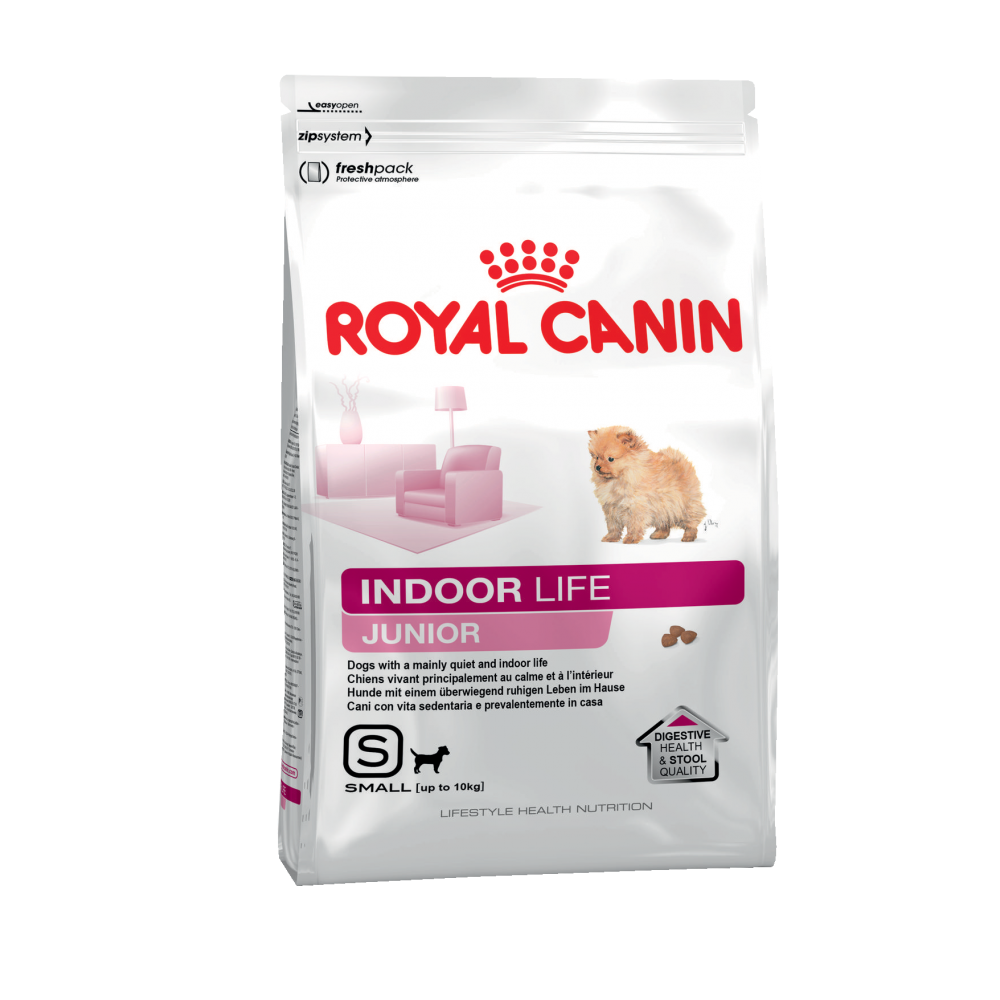 easyopen
zipsystem
freshpack
Protective atmosphere
ROYAL CANIN
INDOOR LIFE
JUNIOR
Dogs with a mainly quiet and indoor life
Chiens vivant principalement au calme et à l'intérieur
Hunde mit einem überwiegend ruhigen Leben im Hause
Cani con vita sedentaria e prevalentemente in casa
S
SMALL [up to 10kg]
DIGESTIVE
HEALTH
& STOOL
QUALITY
LIFESTYLE HEALTH NUTRITION